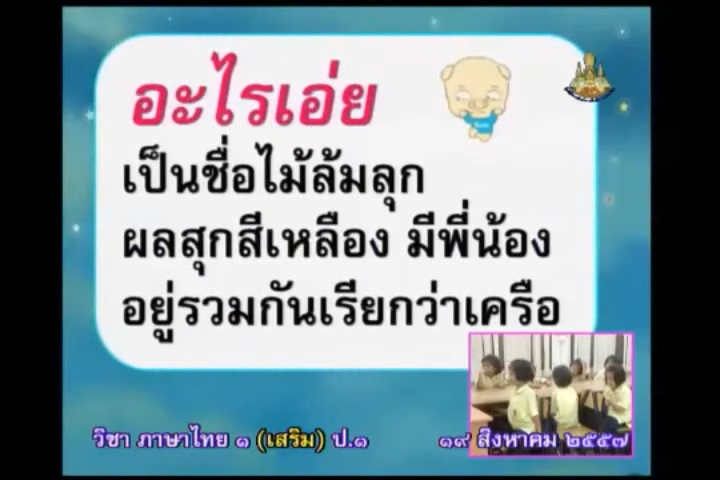 อะไรเอ่ย
เป็นชื่อไม้ล้มลุก
ผลสุกสีเหลือง มีพี่น้อง
อยู่รวมกันเรียกว่าเครือ
วิชา ภาษาไทย ๑ (เสริม) ป.๑ ๑๙ สิงหาคม ๒๕๕๗